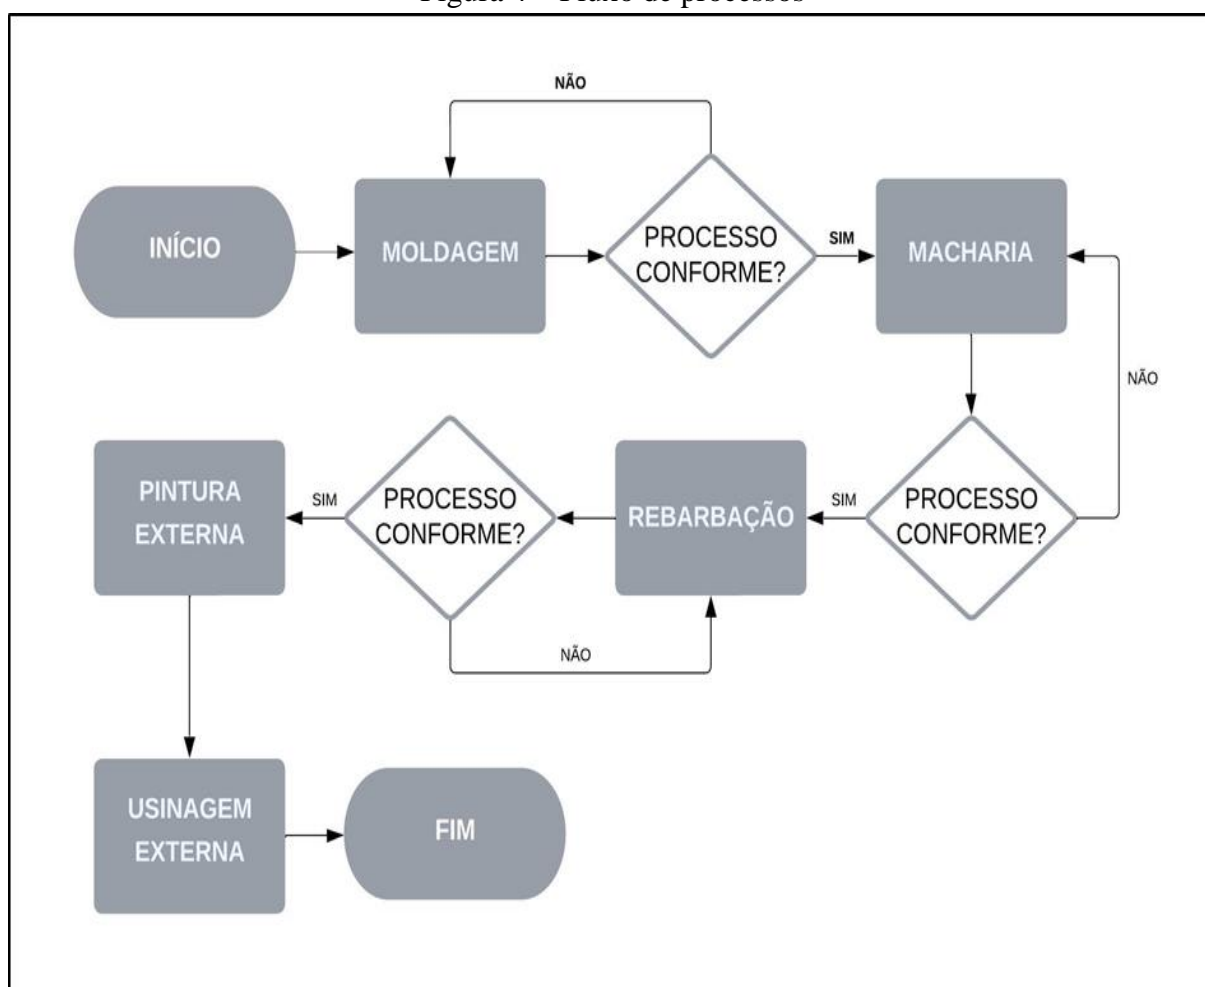 NÃO
INÍCIO
MOLDAGEM
PROCESSO
CONFORME?
SIM
MACHARIA
NÃO
PINTURA
EXTERNA
SIM
PROCESSO
CONFORME?
REBARBAÇÃO
SIM
PROCESSO
CONFORME?
NÃO
USINAGEM
EXTERNA
FIM